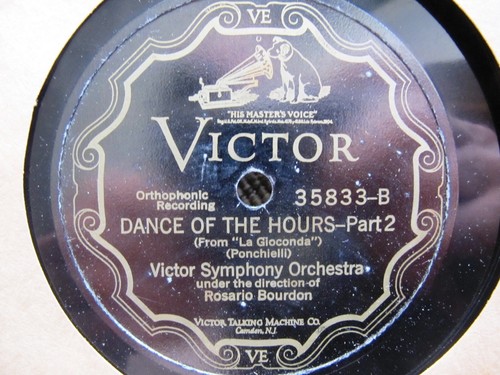 VE
"HIS MASTER'S VOICE"
VICTOR
Orthophonic
Recording
35833-B
DANCE OF THE HOURS-Part 2
(From "La Gioconda")
(Ponchielli)
Victor Symphony Orchestra
under the direction of
Rosario Bourdon
VICTOR TALKING MACHINE CO.
Camden, N.J.
VE